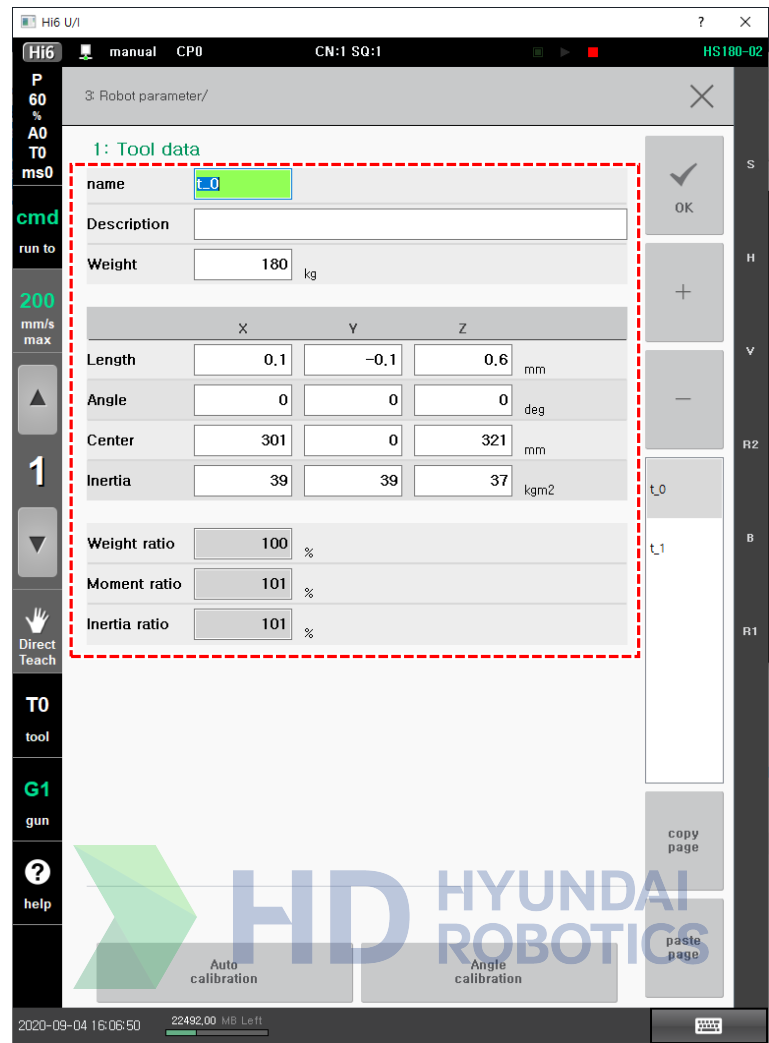 Hi6 U/I
? ×
Hi6 manual CP0 CN:1 SQ:1 HS180-02
P
60
%
A0
T0
ms0
cmd
run to
200
mm/s
max
1
Direct
Teach
T0
tool
G1
gun
?
help
3: Robot parameter/
1: Tool data
name t_0
Description
Weight 180 kg
X Y Z
Length 0.1 -0.1 0.6 mm
Angle 0 0 0 deg
Center 301 0 321 mm
Inertia 39 39 37 kgm2
Weight ratio 100 %
Moment ratio 101 %
Inertia ratio 101 %
Auto
calibration
Angle
calibration
OK
+
−
t_0
t_1
copy
page
paste
page
S
H
V
R2
B
R1
HD HYUNDAI
ROBOTICS
2020-09-04 16:06:50 22492,00 MB Left